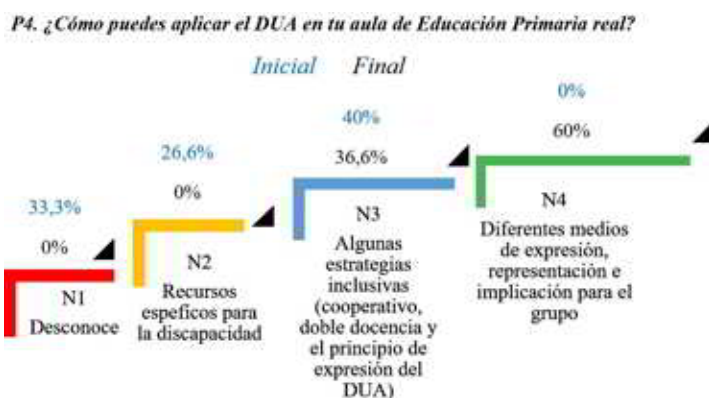 P4. ¿Cómo puedes aplicar el DUA en tu aula de Educación Primaria real?
Inicial Final
33,3%
0%
N1
Desconoce
26,6%
0%
N2
Recursos
espeficos para
la discapacidad
40%
36,6%
N3
Algunas
estrategias
inclusivas
(cooperativo,
doble docencia y
el principio de
expresión del
DUA)
0%
60%
N4
Diferentes medios
de expresión,
representación e
implicación para el
grupo